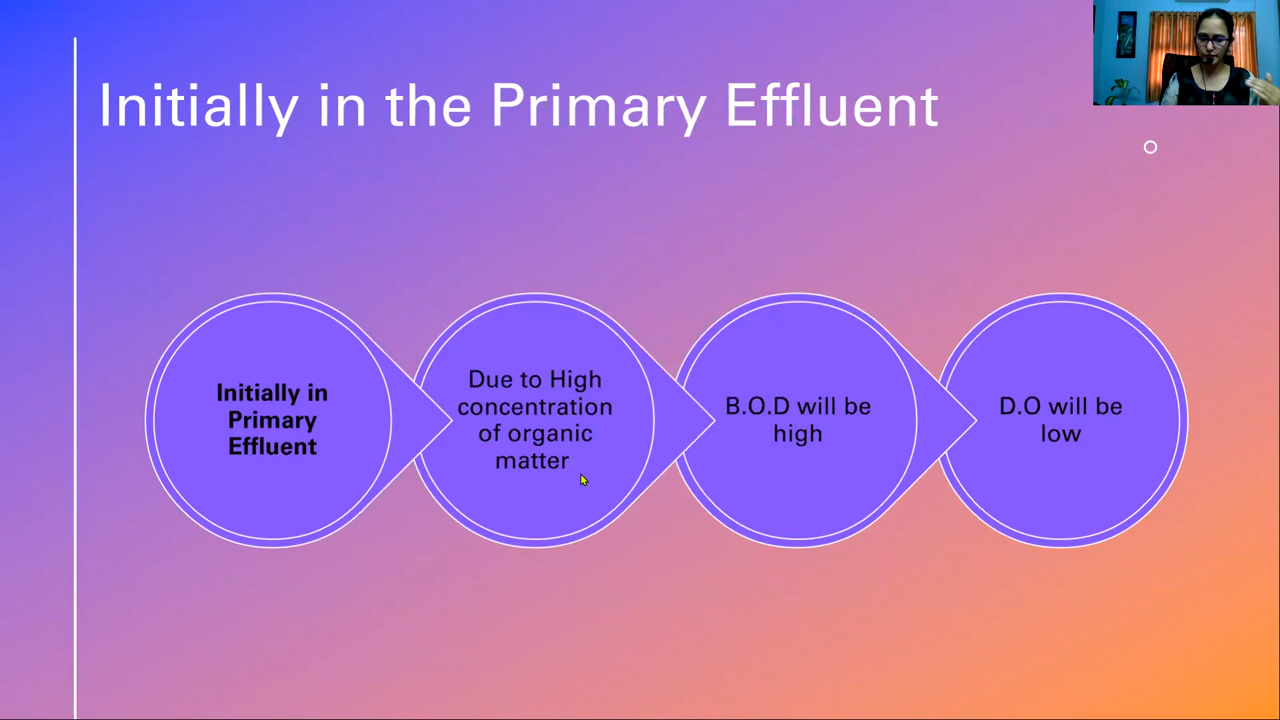 Initially in the Primary Effluent
Initially in
Primary
Effluent
Due to High
concentration
of organic
matter
B.O.D will be
high
D.O will be
low